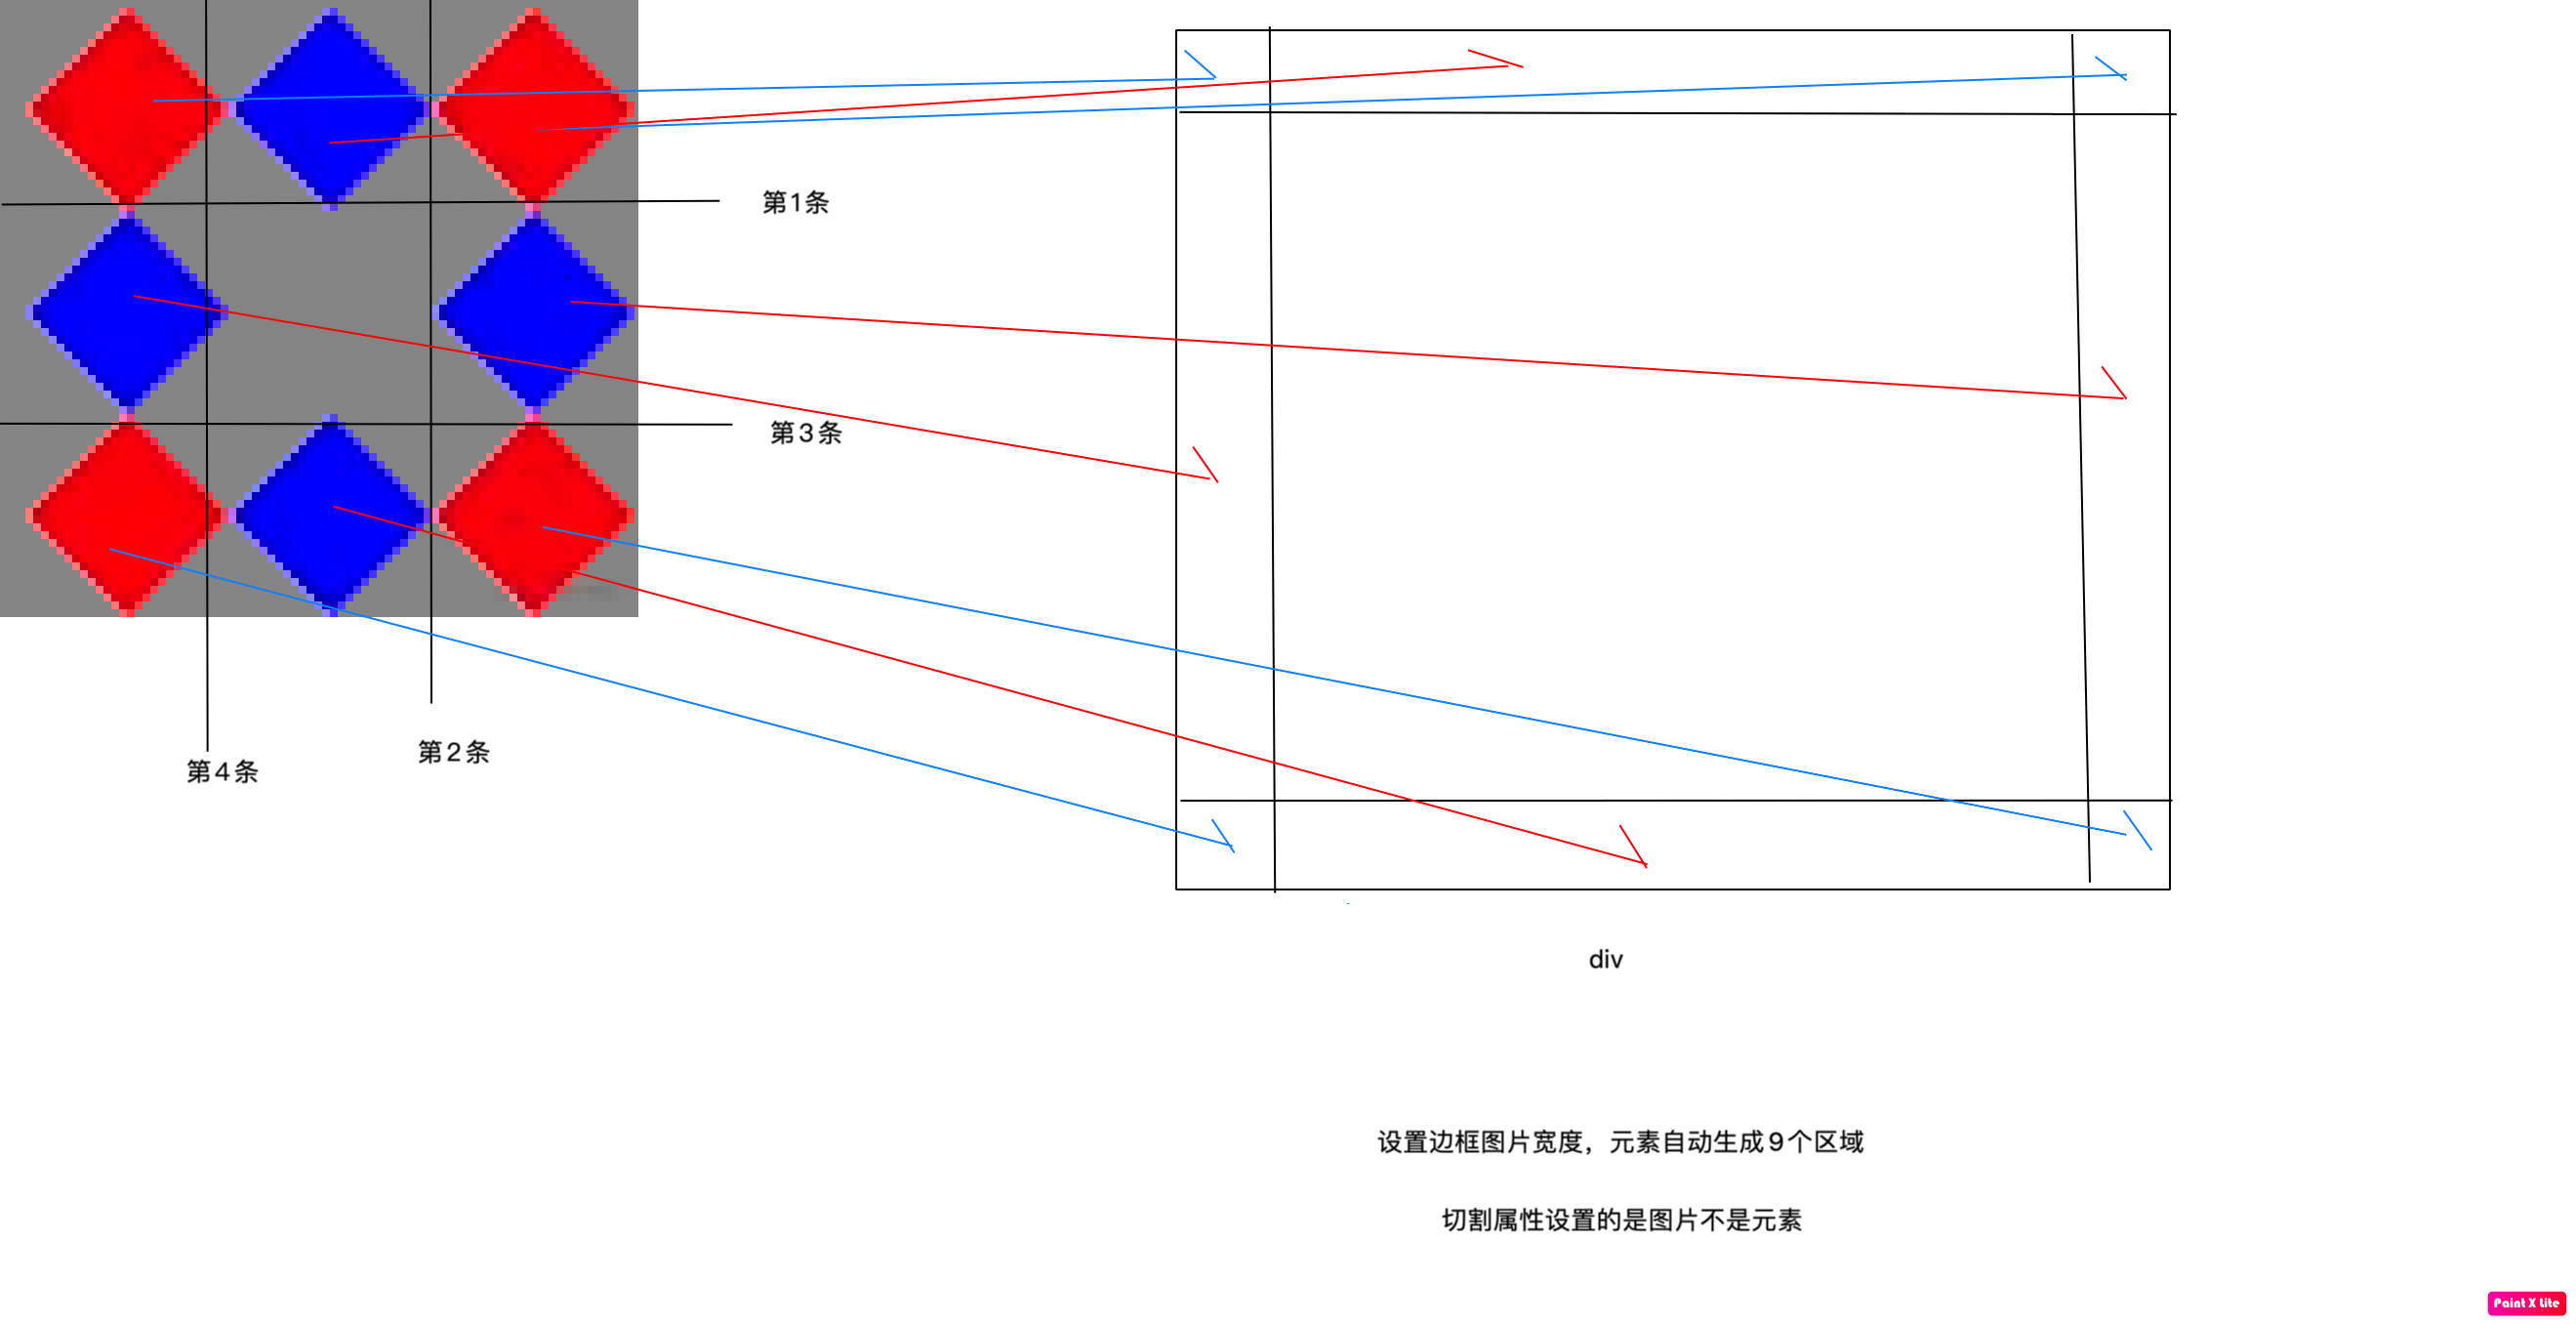 第1条
第3条
第2条
第4条
div
设置边框图片宽度，元素自动生成9个区域
切割属性设置的是图片不是元素
Paint X Lite